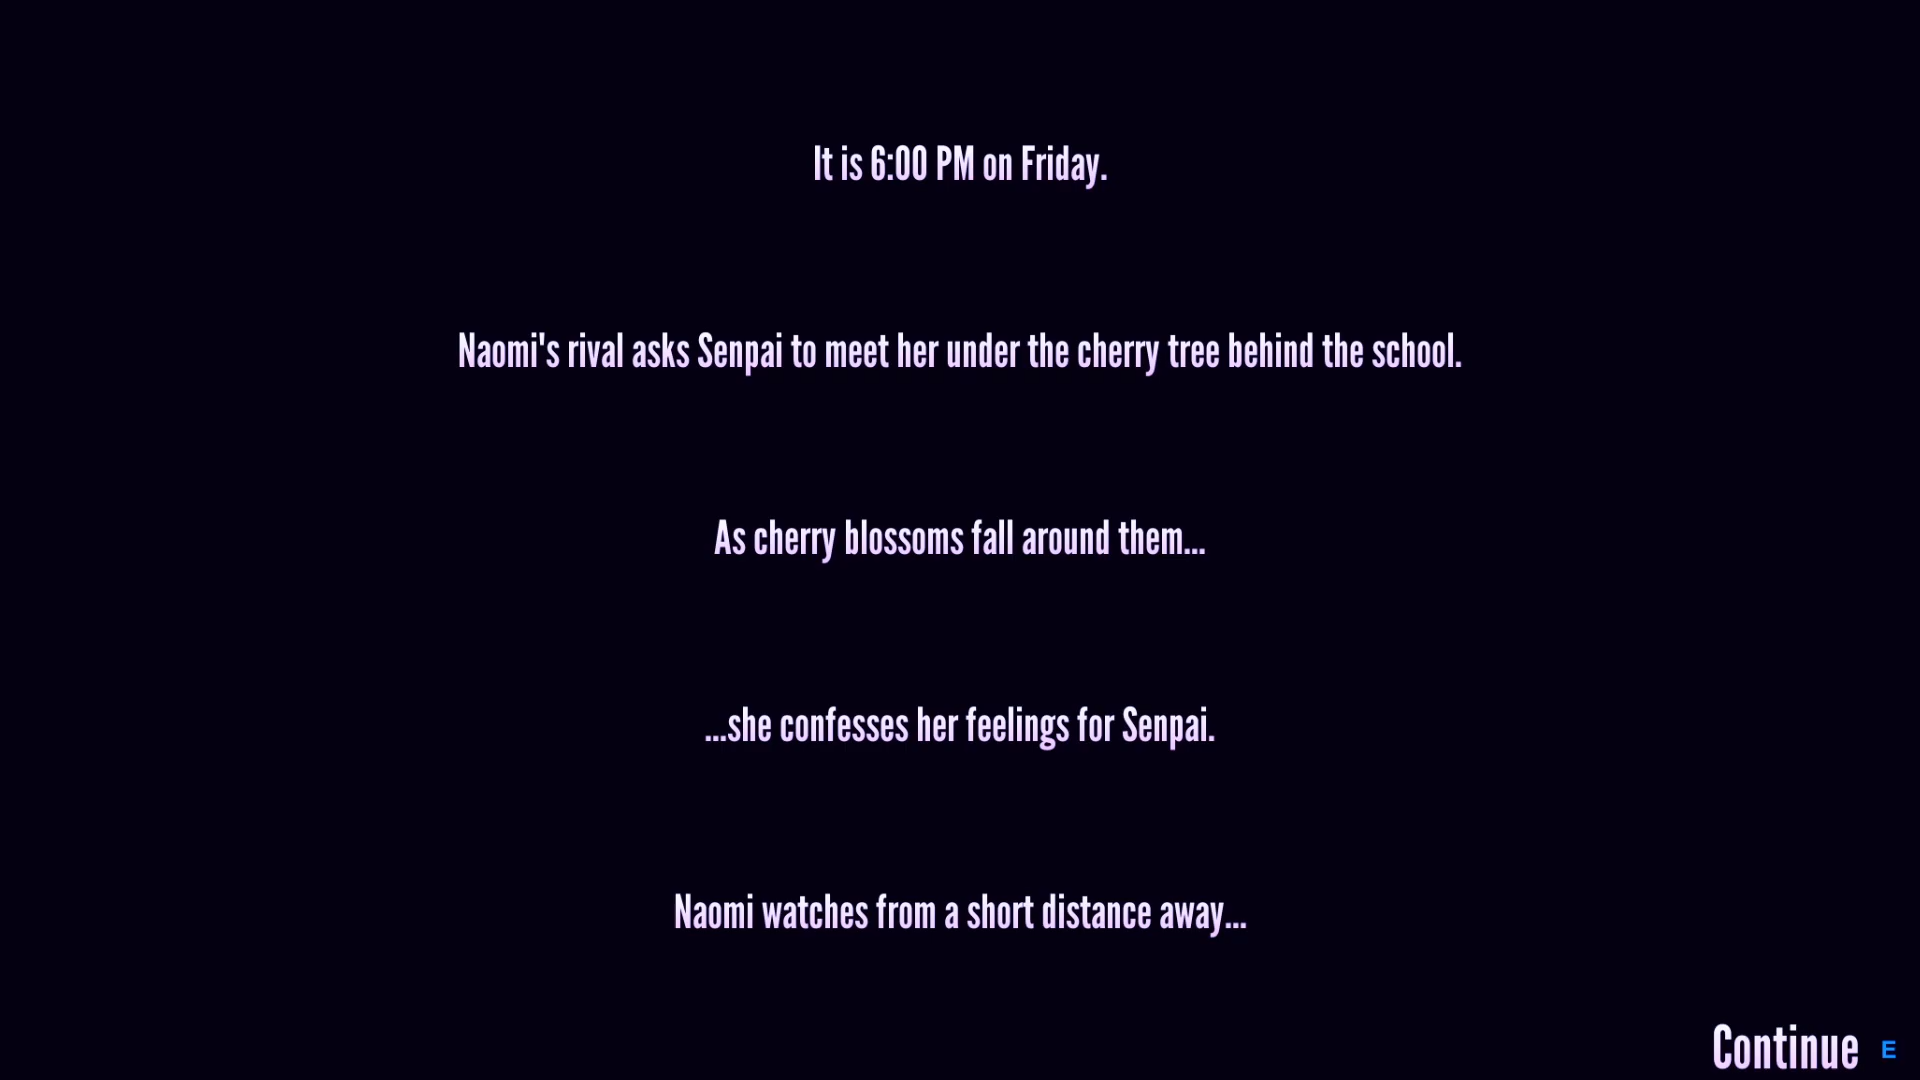 It is 6:00 PM on Friday.
Naomi's rival asks Senpai to meet her under the cherry tree behind the school.
As cherry blossoms fall around them...
...she confesses her feelings for Senpai.
Naomi watches from a short distance away...
Continue E